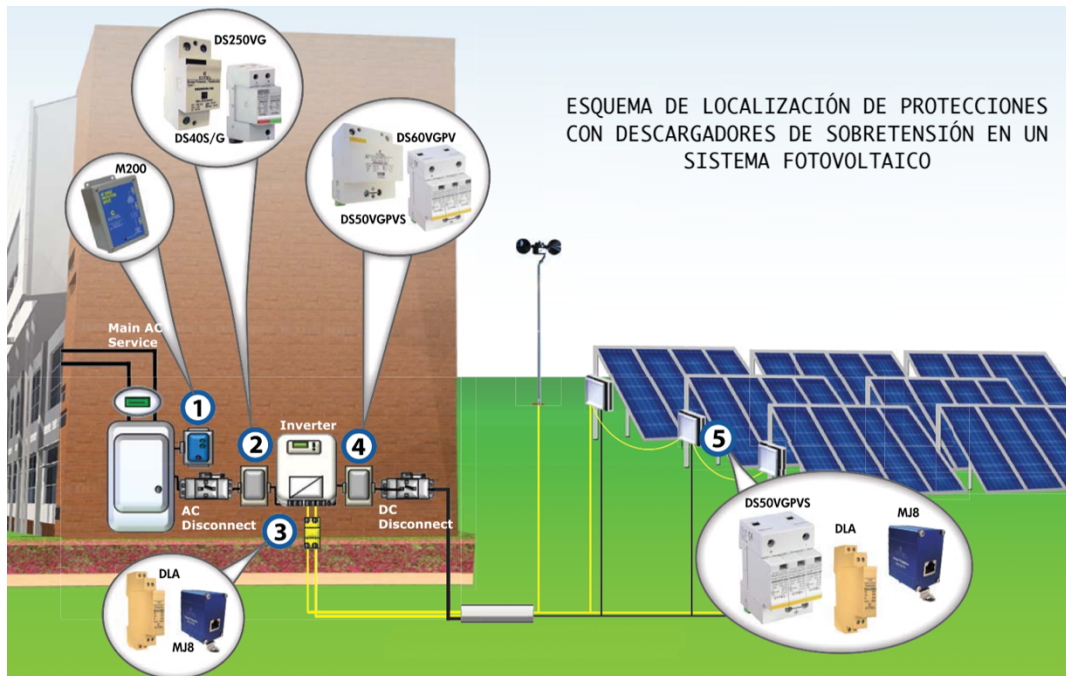 DS250VG
DS40S/G
ESQUEMA DE LOCALIZACIÓN DE PROTECCIONES
CON DESCARGADORES DE SOBRETENSIÓN EN UN
SISTEMA FOTOVOLTAICO
M200
DS60VGPV
DS50VGPVS
Main AC
Service
1
2
Inverter
4
5
AC
Disconnect
DC
Disconnect
3
DLA
MJ8
DS50VGPVS
DLA
MJ8